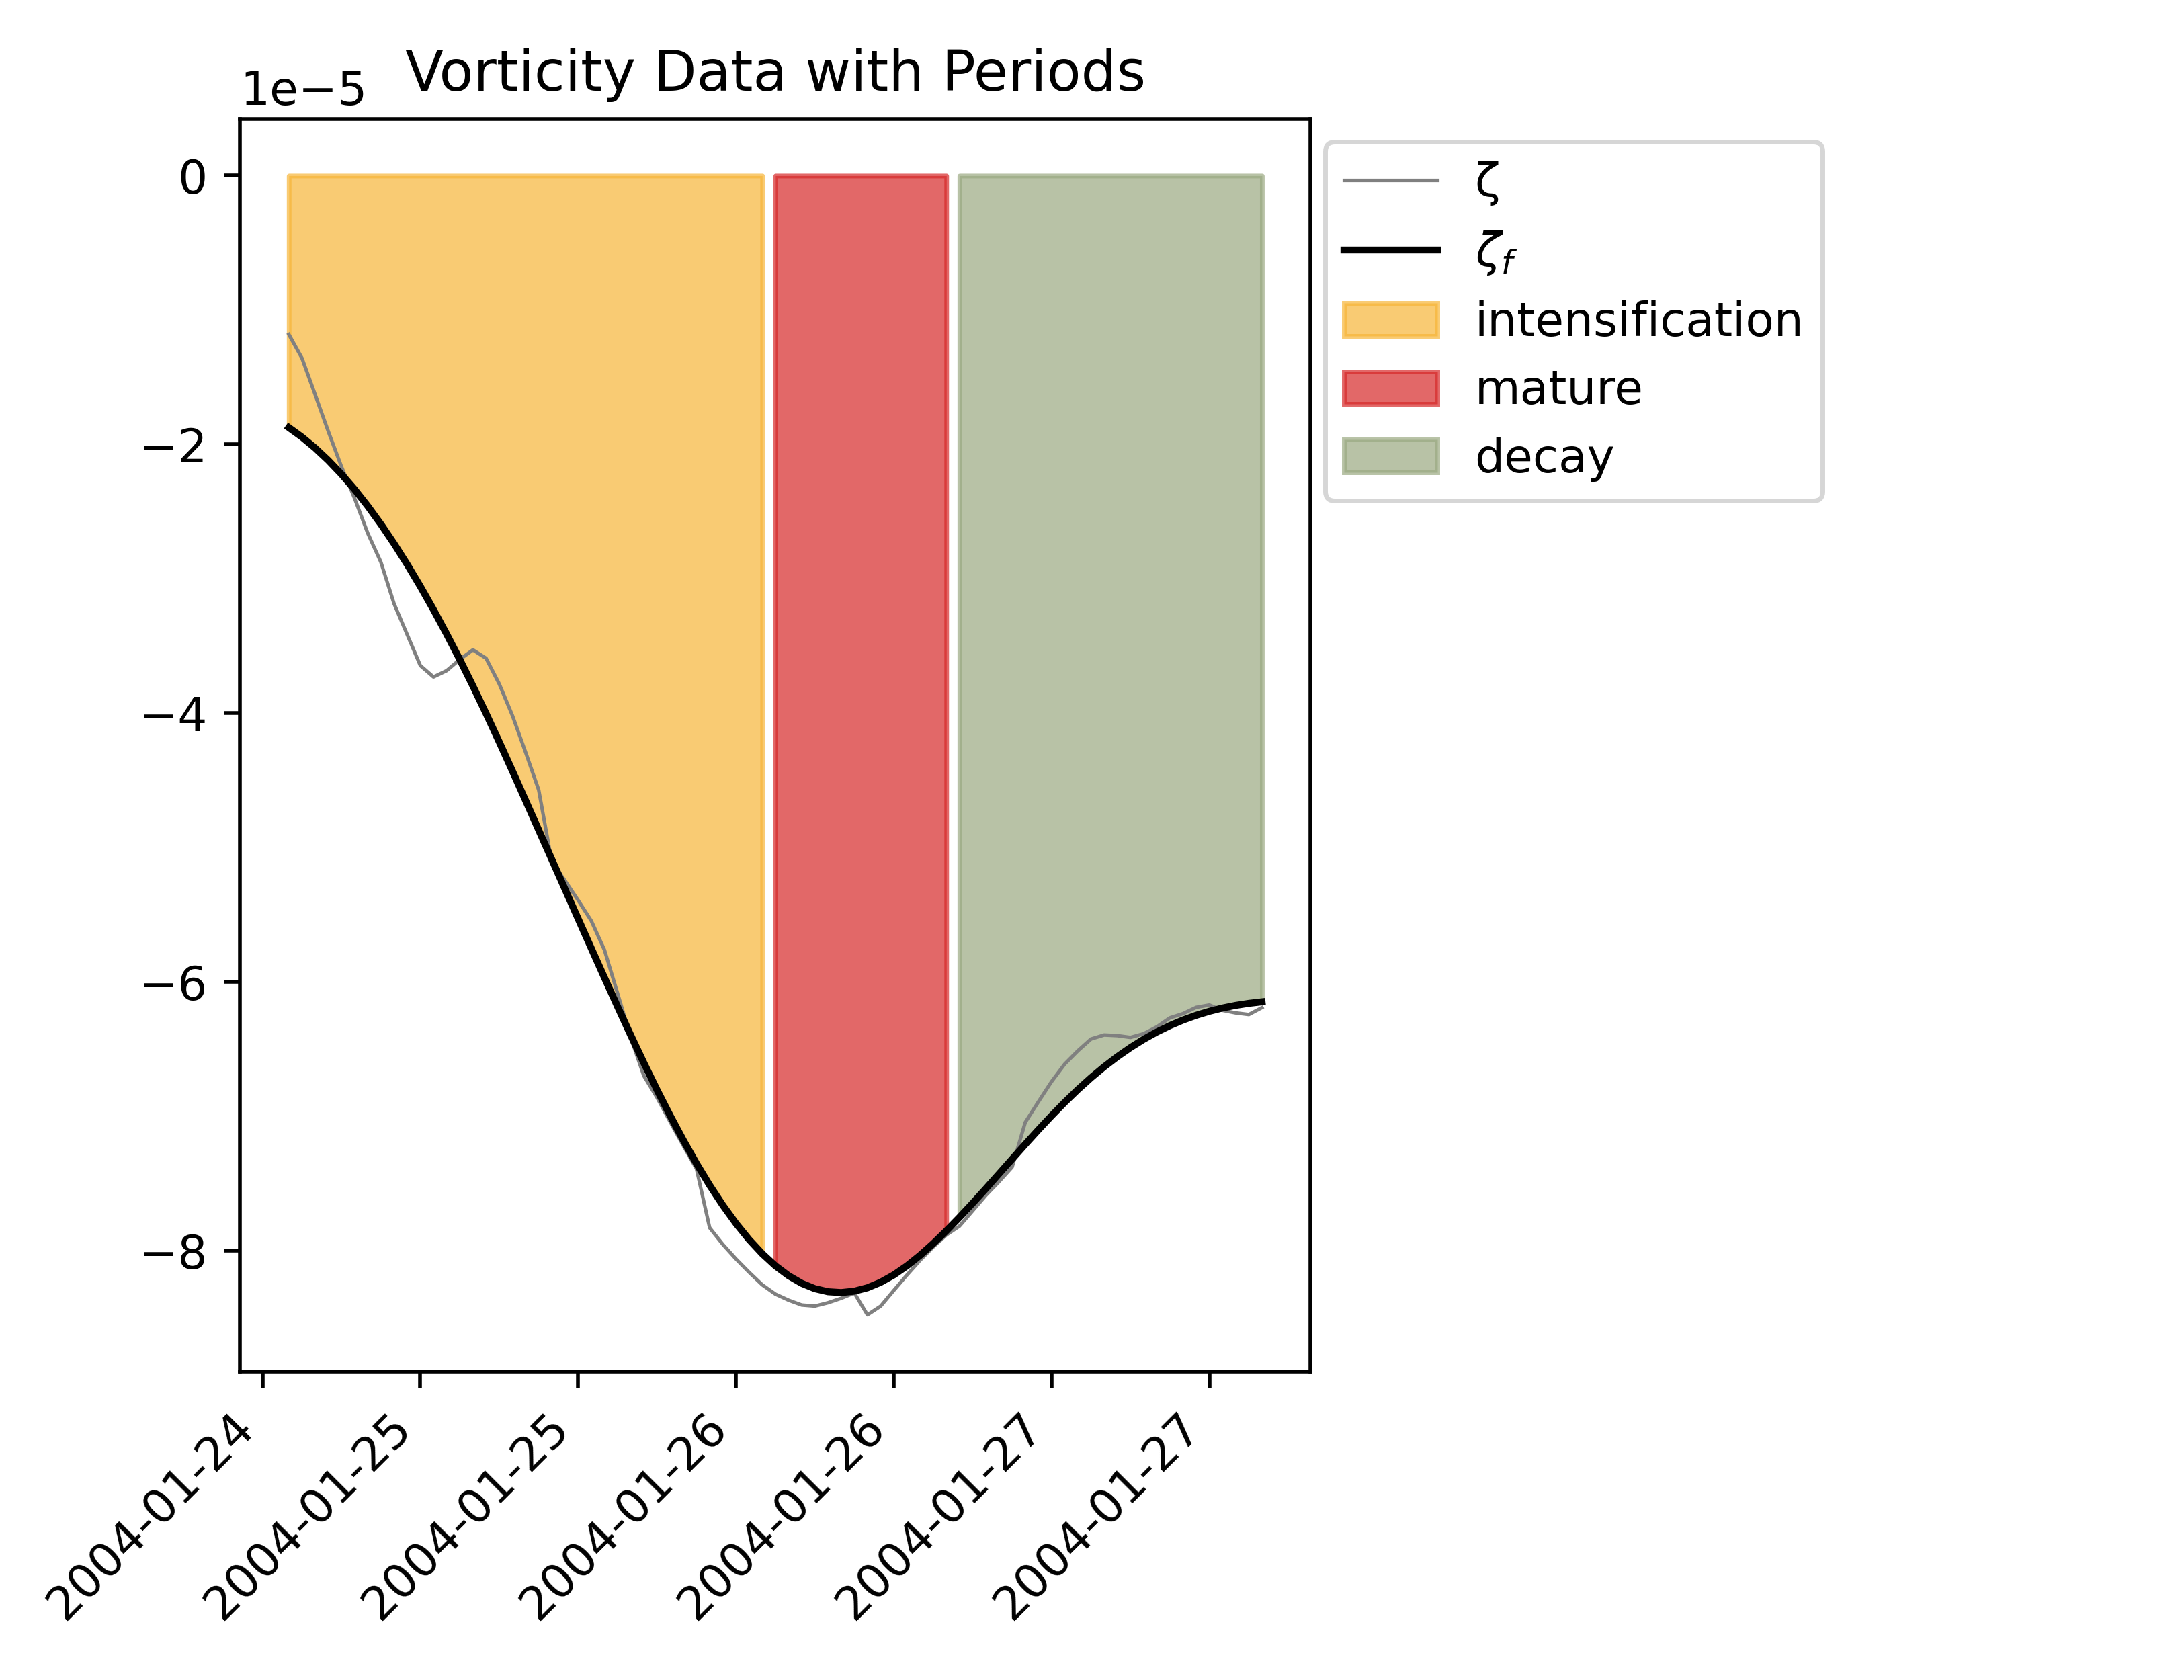 Vorticity Data with Periods
1e−5
0
−2
−4
−6
−8
2004-01-24
2004-01-25
2004-01-25
2004-01-26
2004-01-26
2004-01-27
2004-01-27
ζ
ζf
intensification
mature
decay